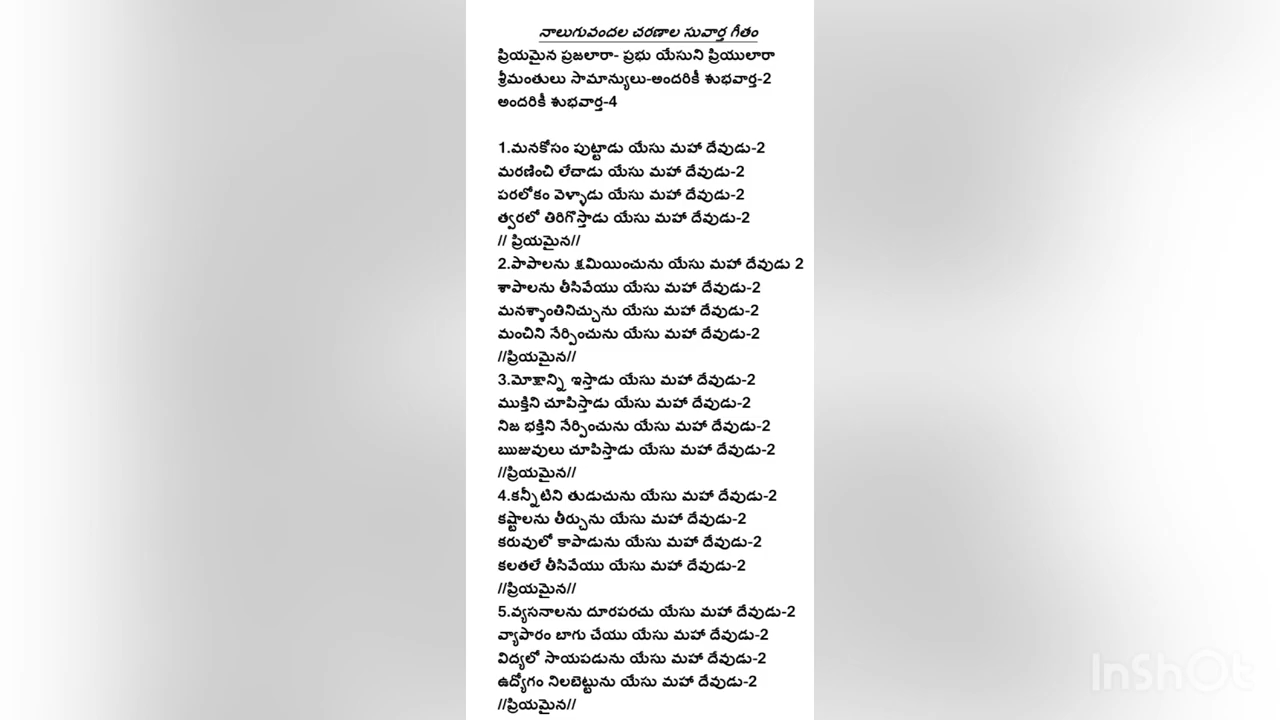 నాలుగువందల చరణాల సువార్త గీతం
ప్రియమైన ప్రజలారా- ప్రభు యేసుని ప్రియులారా
శ్రీమంతులు సామాన్యులు-అందరికీ శుభవార్త-2
అందరికీ శుభవార్త-4
1.మనకోసం పుట్టాడు యేసు మహా దేవుడు-2
మరణించి లేచాడు యేసు మహా దేవుడు-2
పరలోకం వెళ్ళాడు యేసు మహా దేవుడు-2
త్వరలో తిరిగొస్తాడు యేసు మహా దేవుడు-2
// ప్రియమైన//
2.పాపాలను క్షమియించును యేసు మహా దేవుడు 2
శాపాలను తీసివేయు యేసు మహా దేవుడు-2
మనశ్శాంతినిచ్చును యేసు మహా దేవుడు-2
మంచిని నేర్పించును యేసు మహా దేవుడు-2
//ప్రియమైన//
3.మోక్షాన్ని ఇస్తాడు యేసు మహా దేవుడు-2
ముక్తిని చూపిస్తాడు యేసు మహా దేవుడు-2
నిజ భక్తిని నేర్పించును యేసు మహా దేవుడు-2
ఋజువులు చూపిస్తాడు యేసు మహా దేవుడు-2
//ప్రియమైన//
4.కన్నీటిని తుడుచును యేసు మహా దేవుడు-2
కష్టాలను తీర్చును యేసు మహా దేవుడు-2
కరువులో కాపాడును యేసు మహా దేవుడు-2
కలతలే తీసివేయు యేసు మహా దేవుడు-2
//ప్రియమైన//
5.వ్యసనాలను దూరపరచు యేసు మహా దేవుడు-2
వ్యాపారం బాగు చేయు యేసు మహా దేవుడు-2
విద్యలో సాయపడును యేసు మహా దేవుడు-2
ఉద్యోగం నిలబెట్టును యేసు మహా దేవుడు-2
//ప్రియమైన//
InShOt